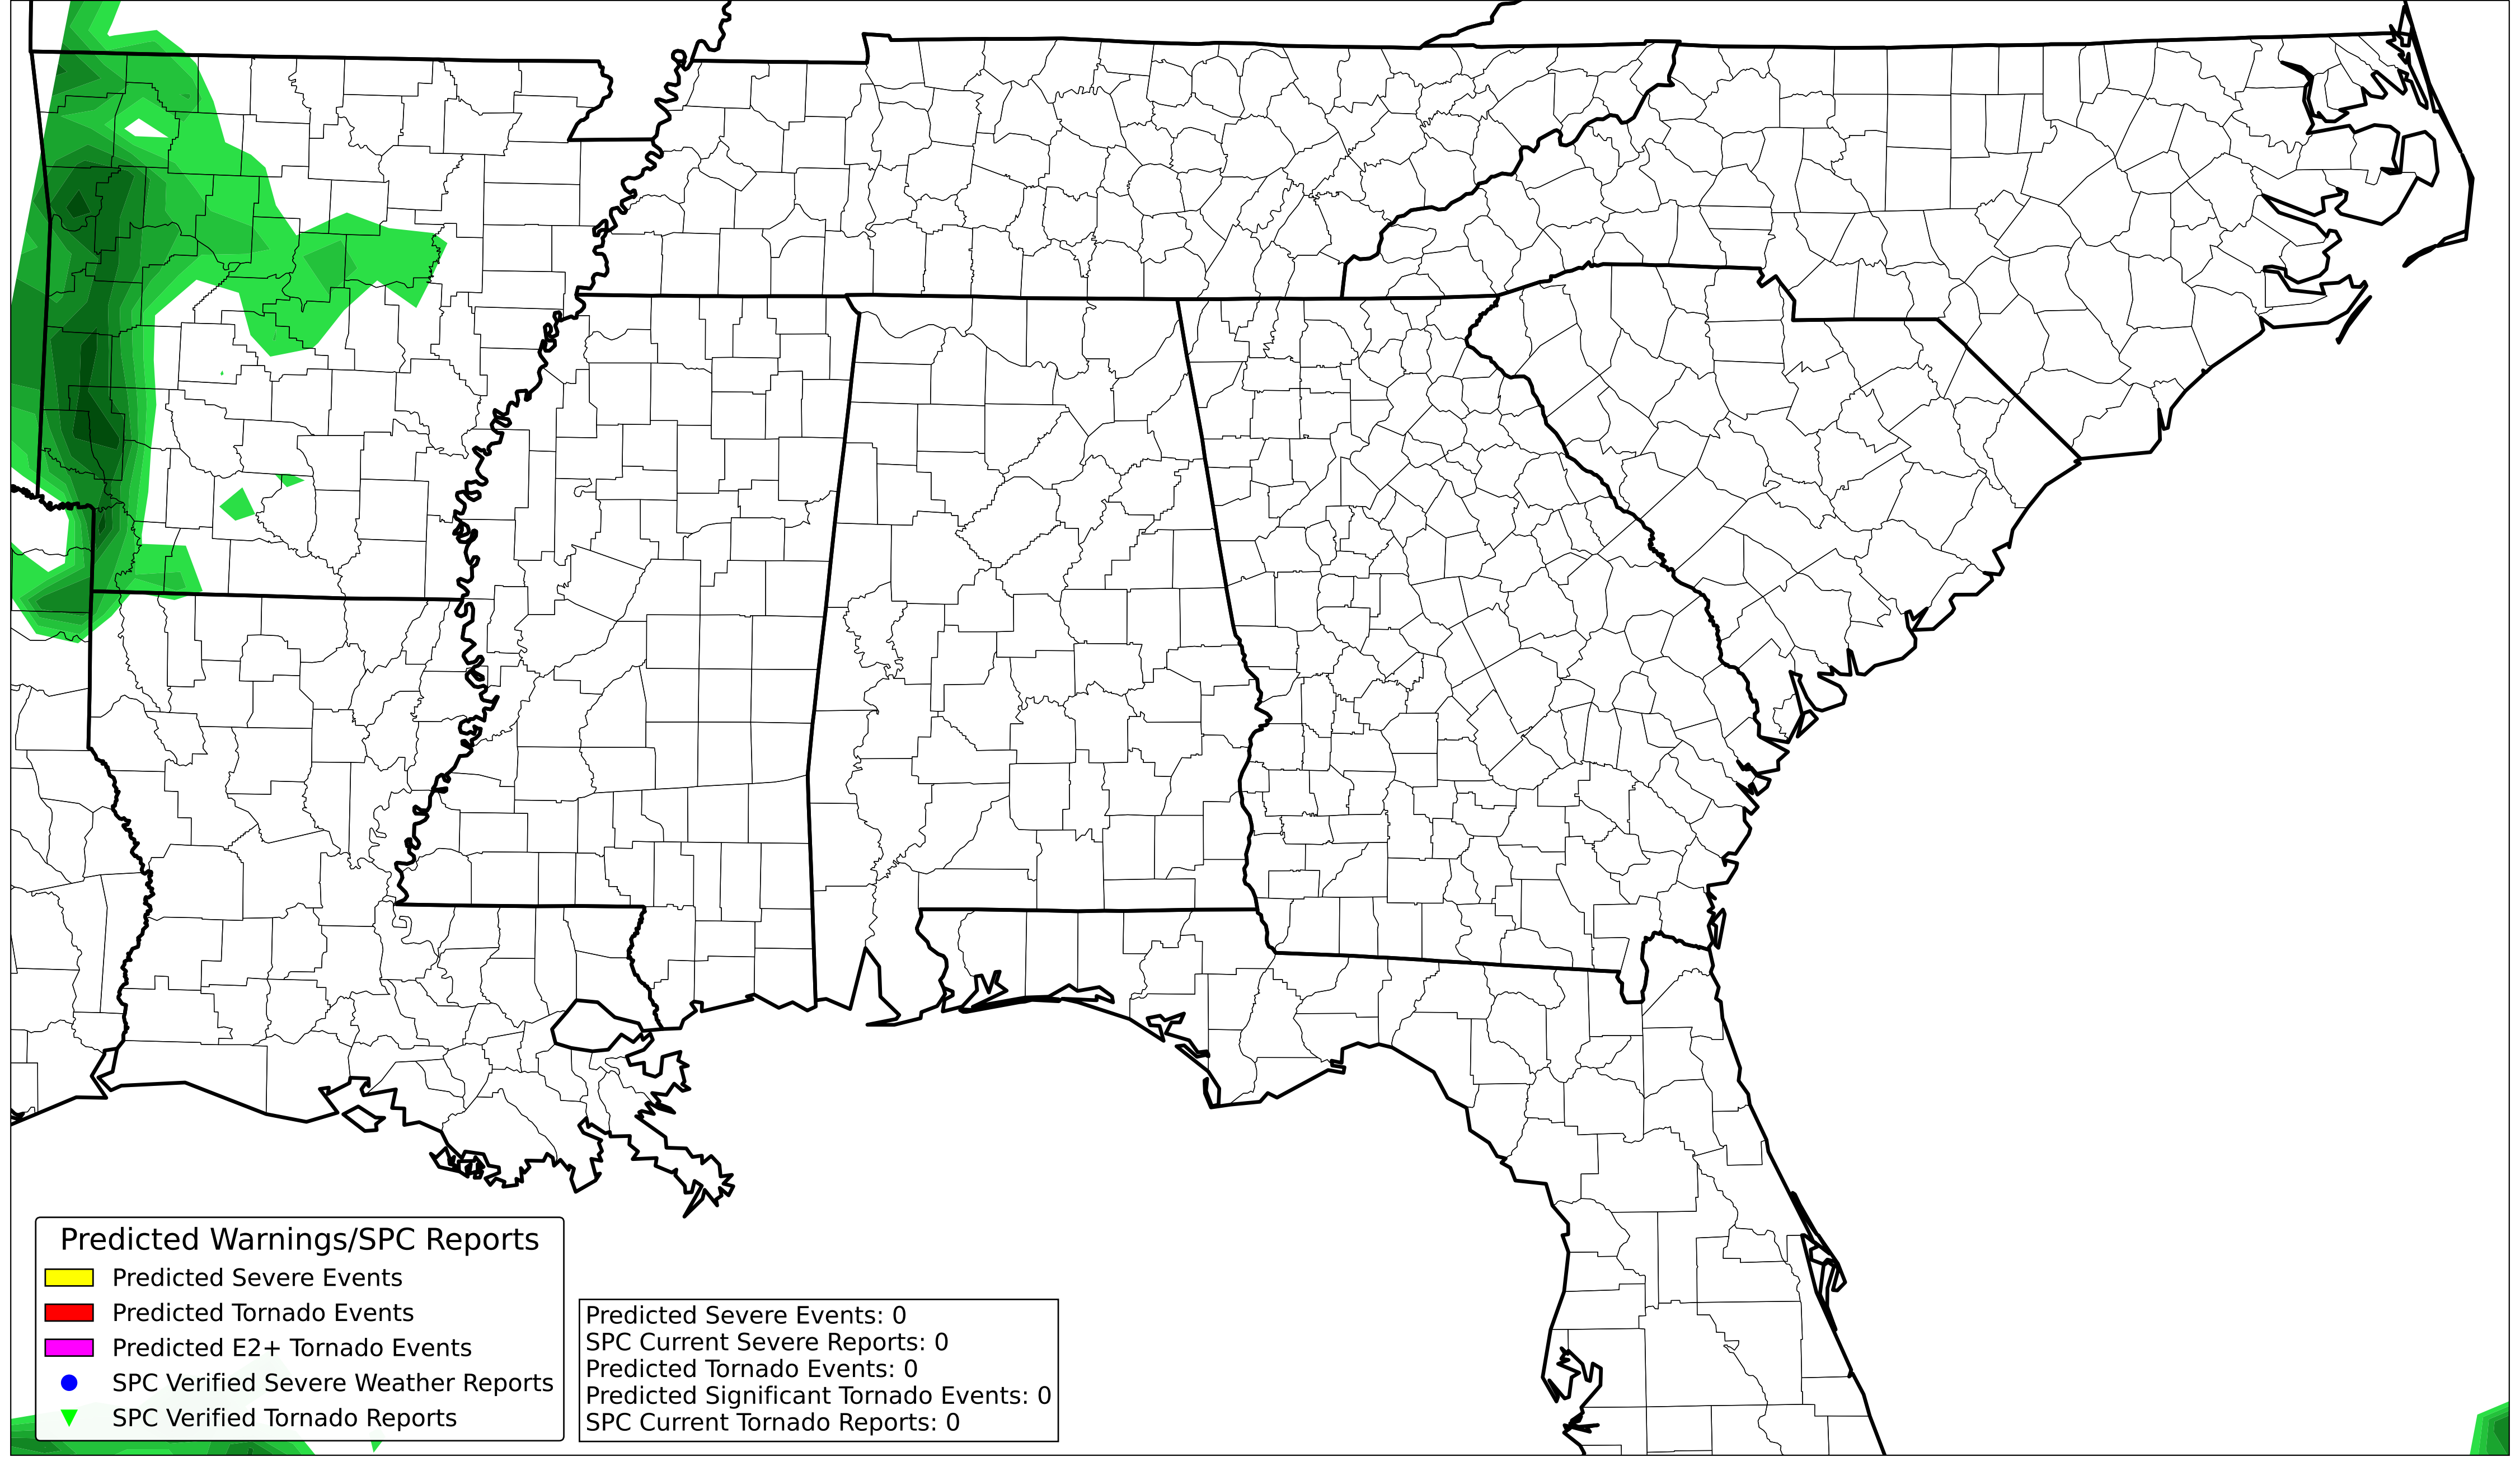 Predicted Warnings/SPC Reports
Predicted Severe Events
Predicted Tornado Events
Predicted E2+ Tornado Events
SPC Verified Severe Weather Reports
SPC Verified Tornado Reports
Predicted Severe Events: 0
SPC Current Severe Reports: 0
Predicted Tornado Events: 0
Predicted Significant Tornado Events: 0
SPC Current Tornado Reports: 0